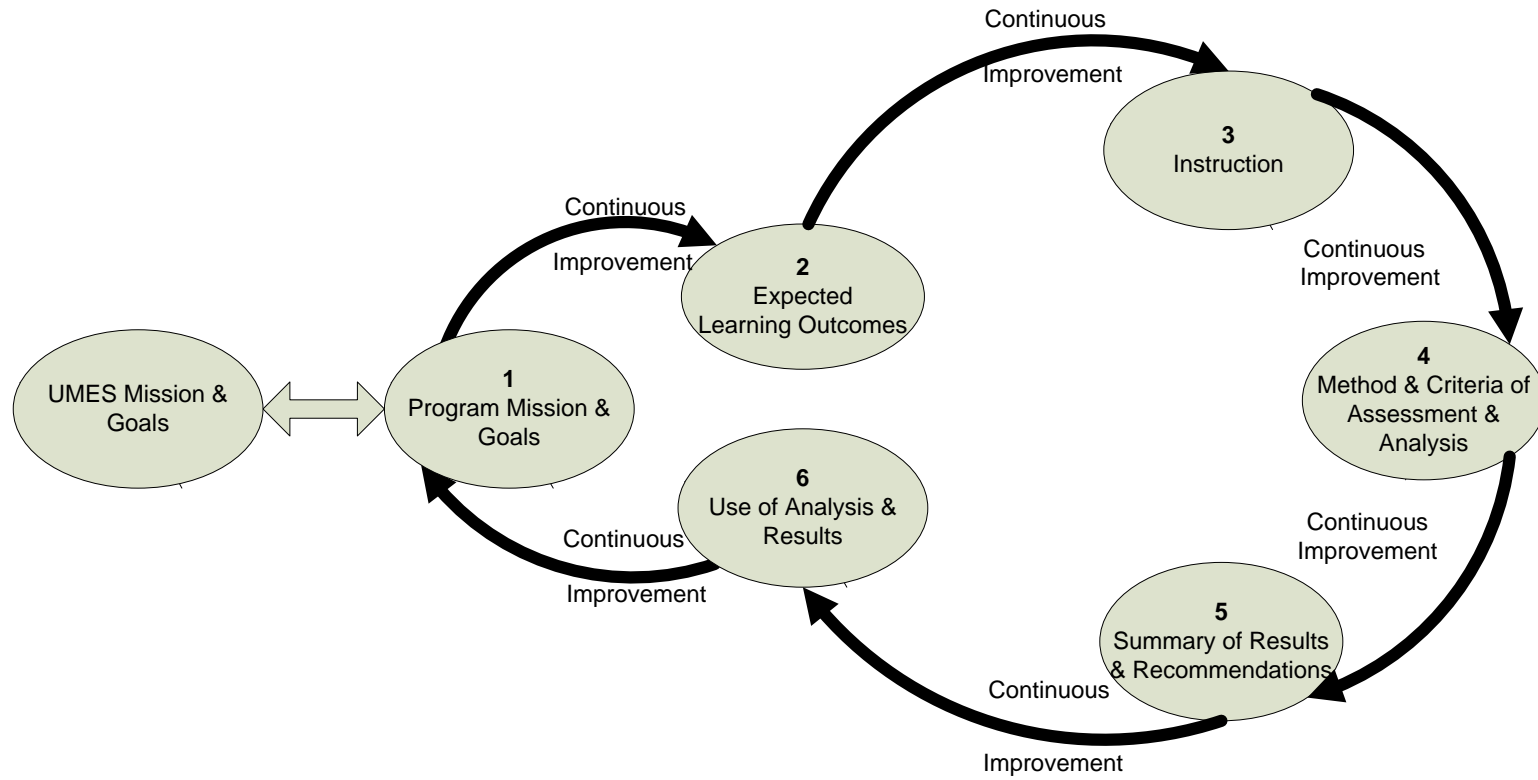 UMES Mission &
Goals
1
Program Mission &
Goals
Continuous
Improvement
2
Expected
Learning Outcomes
Continuous
Improvement
3
Instruction
Continuous
Improvement
4
Method & Criteria of
Assessment &
Analysis
Continuous
Improvement
5
Summary of Results
& Recommendations
Continuous
Improvement
6
Use of Analysis &
Results
Continuous
Improvement